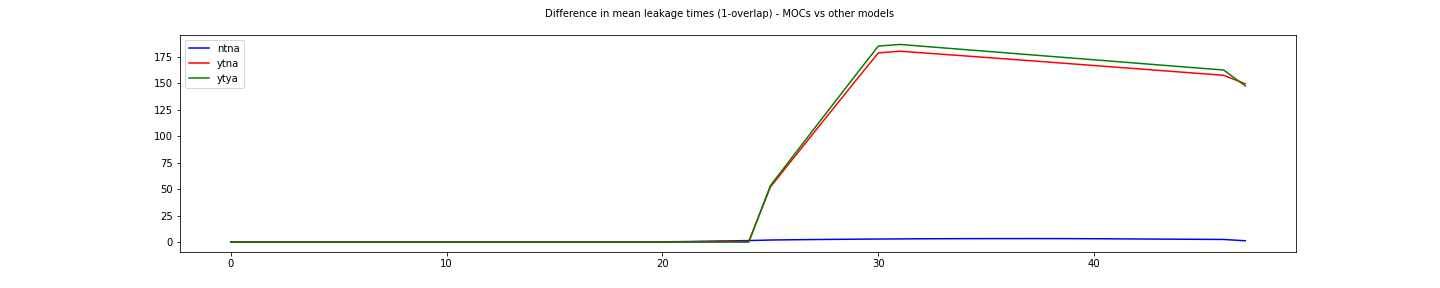 Difference in mean leakage times (1-overlap) - MOCs vs other models
ntna
ytna
ytya
175
150
125
100
75
50
25
0
0 10 20 30 40